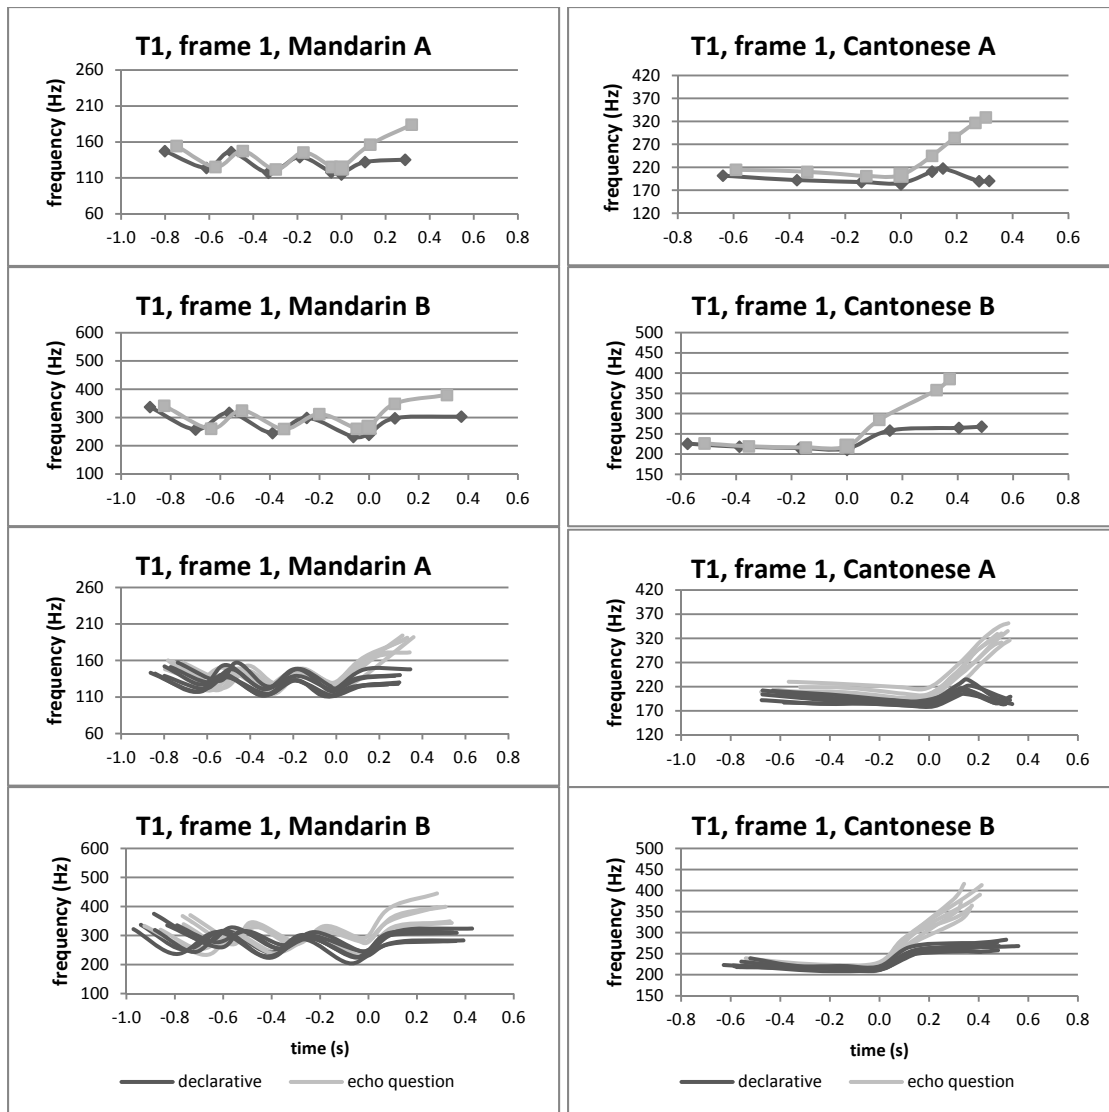 T1, frame 1, Mandarin A
frequency (Hz)
260
210
160
110
60
-1.0 -0.8 -0.6 -0.4 -0.2 0.0 0.2 0.4 0.6 0.8
T1, frame 1, Cantonese A
frequency (Hz)
420
370
320
270
220
170
120
-0.8 -0.6 -0.4 -0.2 0.0 0.2 0.4 0.6
T1, frame 1, Mandarin B
frequency (Hz)
600
500
400
300
200
100
-1.0 -0.8 -0.6 -0.4 -0.2 0.0 0.2 0.4 0.6
T1, frame 1, Cantonese B
frequency (Hz)
500
450
400
350
300
250
200
150
-0.6 -0.4 -0.2 0.0 0.2 0.4 0.6 0.8
T1, frame 1, Mandarin A
frequency (Hz)
260
210
160
110
60
-1.0 -0.8 -0.6 -0.4 -0.2 0.0 0.2 0.4 0.6 0.8
T1, frame 1, Cantonese A
frequency (Hz)
420
370
320
270
220
170
120
-1.0 -0.8 -0.6 -0.4 -0.2 0.0 0.2 0.4 0.6
T1, frame 1, Mandarin B
frequency (Hz)
600
500
400
300
200
100
-1.0 -0.8 -0.6 -0.4 -0.2 0.0 0.2 0.4 0.6
time (s)
declarative echo question
T1, frame 1, Cantonese B
frequency (Hz)
500
450
400
350
300
250
200
150
-0.8 -0.6 -0.4 -0.2 0.0 0.2 0.4 0.6 0.8
time (s)
declarative echo question